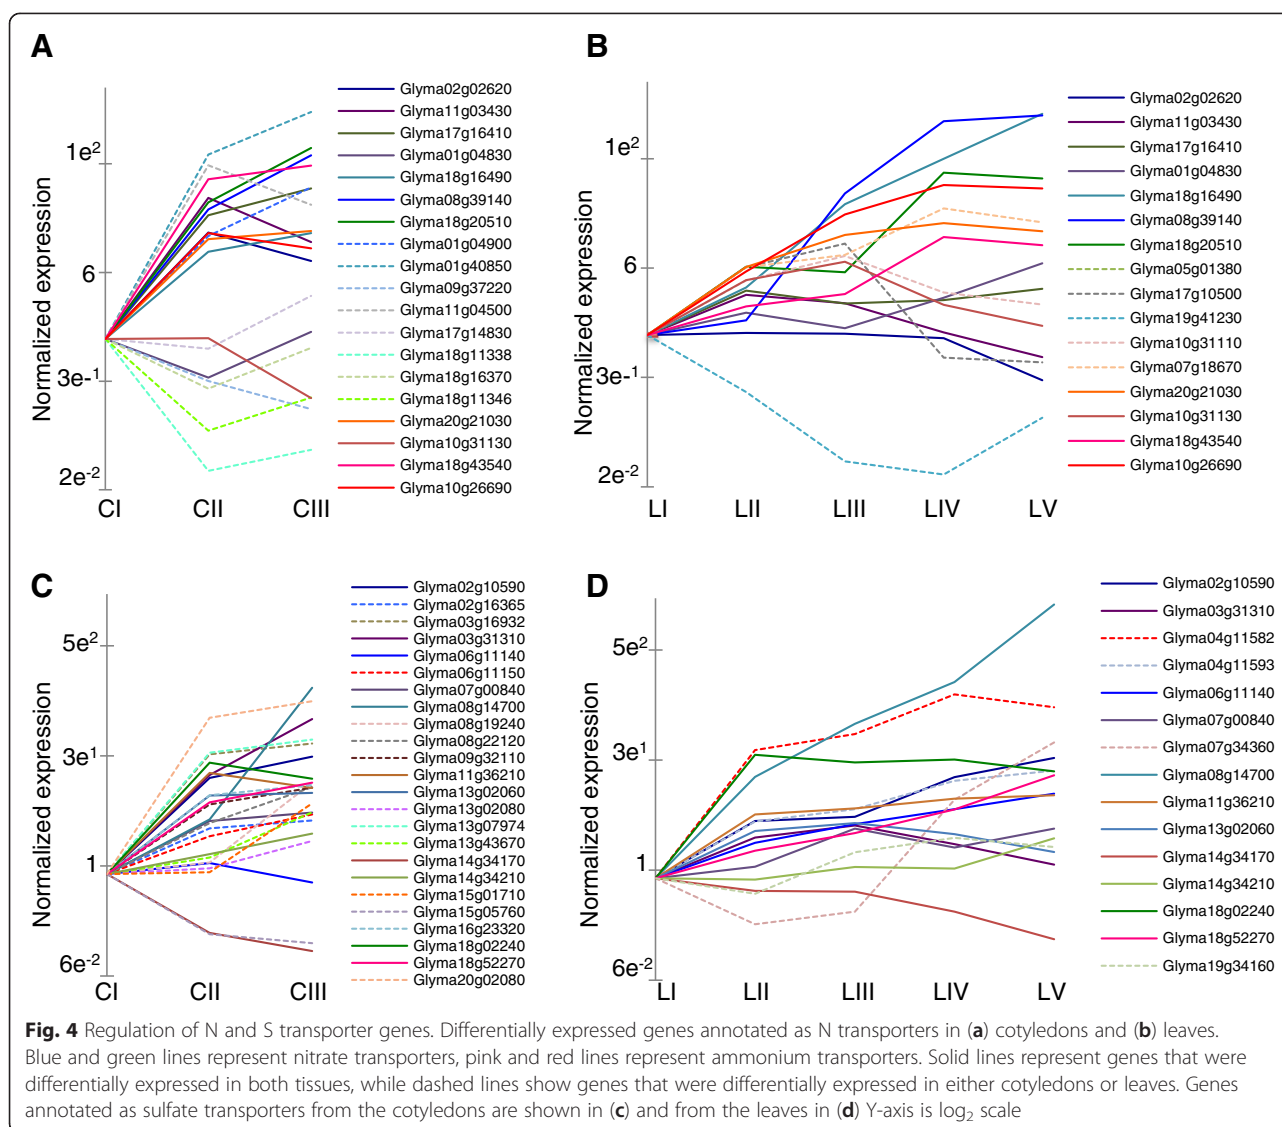 A
Normalized expression
1e²
6
3e⁻¹
2e⁻²
CI
CII
CIII
Glyma02g02620
Glyma11g03430
Glyma17g16410
Glyma01g04830
Glyma18g16490
Glyma08g39140
Glyma18g20510
Glyma01g04900
Glyma01g40850
Glyma09g37220
Glyma11g04500
Glyma17g14830
Glyma18g11338
Glyma18g16370
Glyma18g11346
Glyma20g21030
Glyma10g31130
Glyma18g43540
Glyma10g26690
B
Normalized expression
1e²
6
3e⁻¹
2e⁻²
LI
LII
LIII
LIV
LV
Glyma02g02620
Glyma11g03430
Glyma17g16410
Glyma01g04830
Glyma18g16490
Glyma08g39140
Glyma18g20510
Glyma05g01380
Glyma17g10500
Glyma19g41230
Glyma10g31110
Glyma07g18670
Glyma20g21030
Glyma10g31130
Glyma18g43540
Glyma10g26690
C
Normalized expression
5e²
3e¹
1
6e⁻²
CI
CII
CIII
Glyma02g10590
Glyma02g16365
Glyma03g16932
Glyma03g31310
Glyma06g11140
Glyma06g11150
Glyma07g00840
Glyma08g14700
Glyma08g19240
Glyma08g22120
Glyma09g32110
Glyma11g36210
Glyma13g02060
Glyma13g02080
Glyma13g07974
Glyma13g43670
Glyma14g34170
Glyma14g34210
Glyma15g01710
Glyma15g05760
Glyma16g23320
Glyma18g02240
Glyma18g52270
Glyma20g02080
D
Normalized expression
5e²
3e¹
1
6e⁻²
LI
LII
LIII
LIV
LV
Glyma02g10590
Glyma03g31310
Glyma04g11582
Glyma04g11593
Glyma06g11140
Glyma07g00840
Glyma07g34360
Glyma08g14700
Glyma11g36210
Glyma13g02060
Glyma14g34170
Glyma14g34210
Glyma18g02240
Glyma18g52270
Glyma19g34160
Fig. 4 Regulation of N and S transporter genes. Differentially expressed genes annotated as N transporters in (a) cotyledons and (b) leaves.
Blue and green lines represent nitrate transporters, pink and red lines represent ammonium transporters. Solid lines represent genes that were
differentially expressed in both tissues, while dashed lines show genes that were differentially expressed in either cotyledons or leaves. Genes
annotated as sulfate transporters from the cotyledons are shown in (c) and from the leaves in (d) Y-axis is log₂ scale